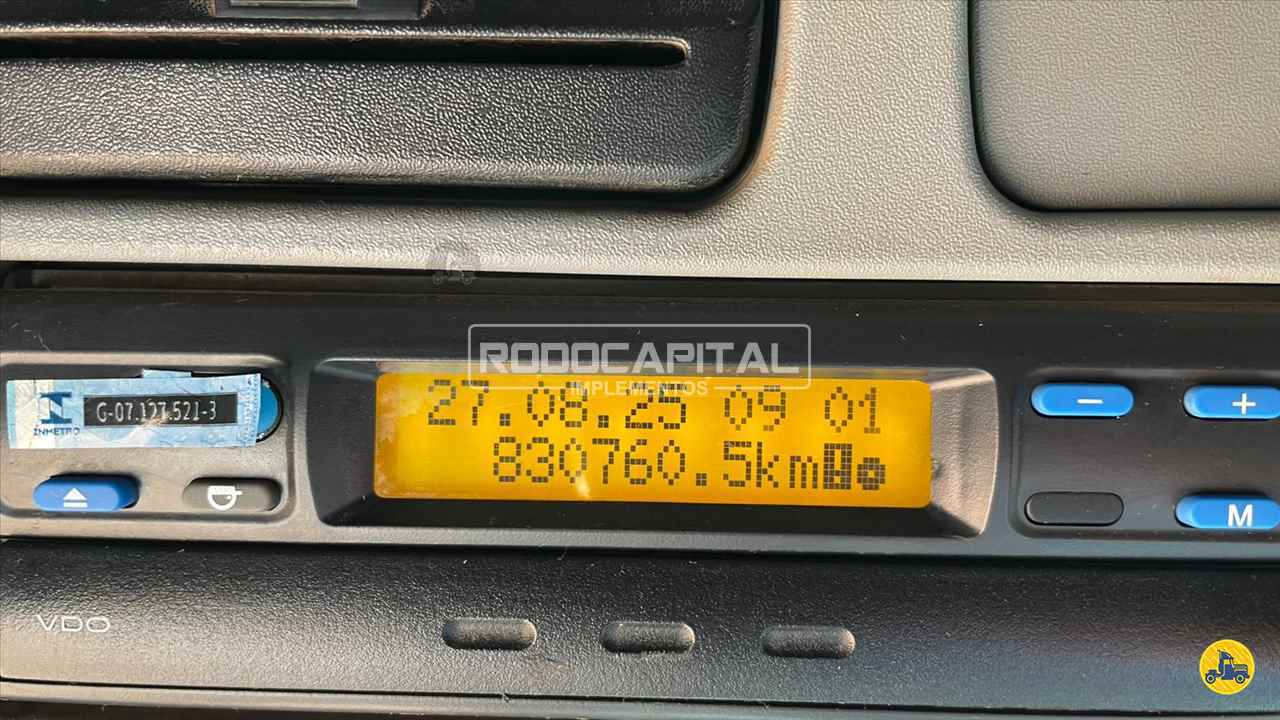 RODOCAPITAL
IMPLEMENTOS
27.08.25 09 01
830760.5km
INMETRO
G-07.127.521-3
M
VDO